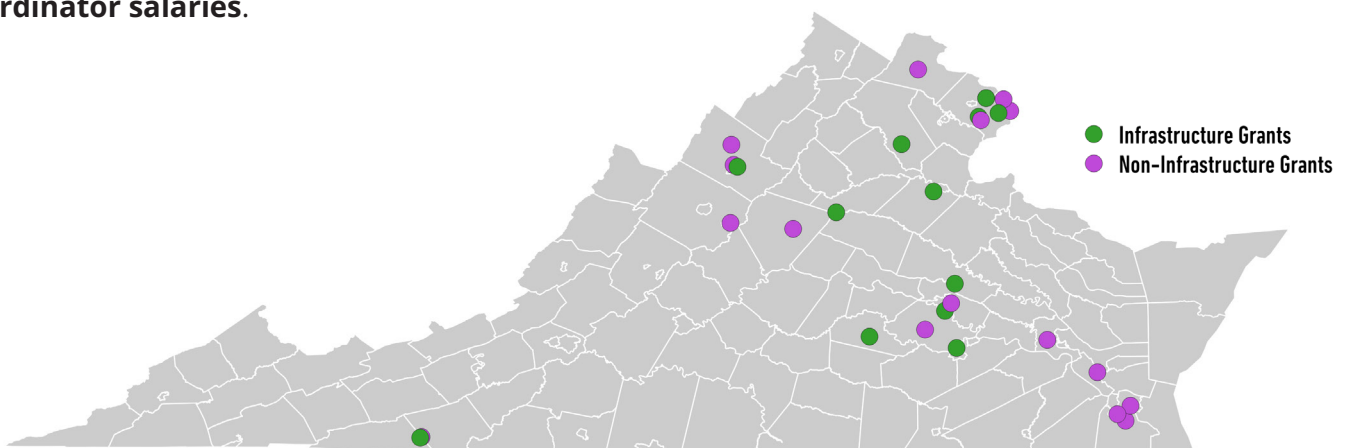 rdinator salaries.
Infrastructure Grants
Non-Infrastructure Grants